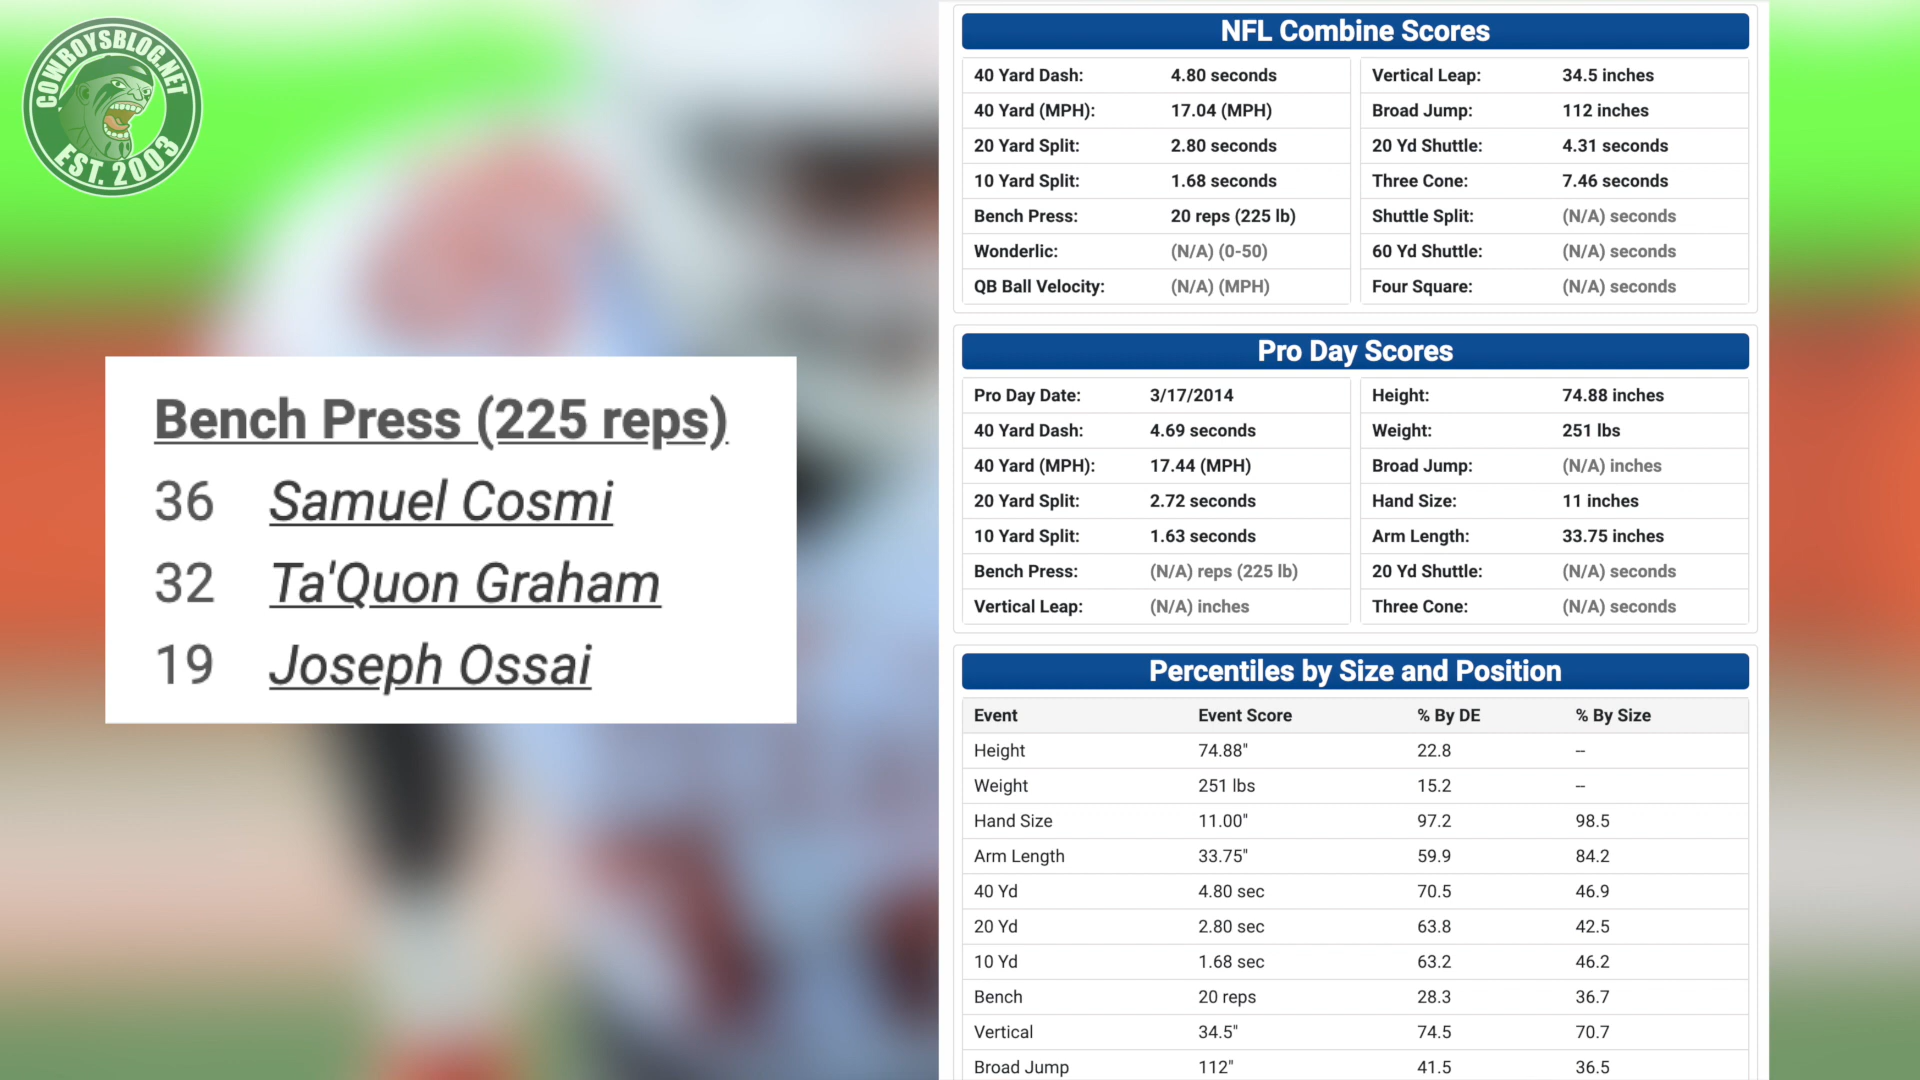 COWBOYSBLOG.NET
EST. 2003
Bench Press (225 reps)
36 Samuel Cosmi
32 Ta'Quon Graham
19 Joseph Ossai
NFL Combine Scores
40 Yard Dash: 4.80 seconds Vertical Leap: 34.5 inches
40 Yard (MPH): 17.04 (MPH) Broad Jump: 112 inches
20 Yard Split: 2.80 seconds 20 Yd Shuttle: 4.31 seconds
10 Yard Split: 1.68 seconds Three Cone: 7.46 seconds
Bench Press: 20 reps (225 lb) Shuttle Split: (N/A) seconds
Wonderlic: (N/A) (0-50) 60 Yd Shuttle: (N/A) seconds
QB Ball Velocity: (N/A) (MPH) Four Square: (N/A) seconds
Pro Day Scores
Pro Day Date: 3/17/2014 Height: 74.88 inches
40 Yard Dash: 4.69 seconds Weight: 251 lbs
40 Yard (MPH): 17.44 (MPH) Broad Jump: (N/A) inches
20 Yard Split: 2.72 seconds Hand Size: 11 inches
10 Yard Split: 1.63 seconds Arm Length: 33.75 inches
Bench Press: (N/A) reps (225 lb) 20 Yd Shuttle: (N/A) seconds
Vertical Leap: (N/A) inches Three Cone: (N/A) seconds
Percentiles by Size and Position
Event Event Score % By DE % By Size
Height 74.88" 22.8 --
Weight 251 lbs 15.2 --
Hand Size 11.00" 97.2 98.5
Arm Length 33.75" 59.9 84.2
40 Yd 4.80 sec 70.5 46.9
20 Yd 2.80 sec 63.8 42.5
10 Yd 1.68 sec 63.2 46.2
Bench 20 reps 28.3 36.7
Vertical 34.5" 74.5 70.7
Broad Jump 112" 41.5 36.5